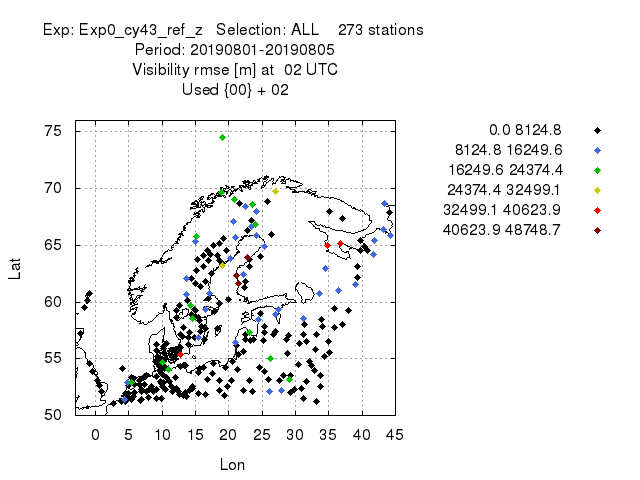 Exp: Exp0_cy43_ref_z Selection: ALL 273 stations
Period: 20190801-20190805
Visibility rmse [m] at 02 UTC
Used {00} + 02
75
70
65
60
55
50
Lat
0 5 10 15 20 25 30 35 40 45
Lon
0.0 8124.8
8124.8 16249.6
16249.6 24374.4
24374.4 32499.1
32499.1 40623.9
40623.9 48748.7